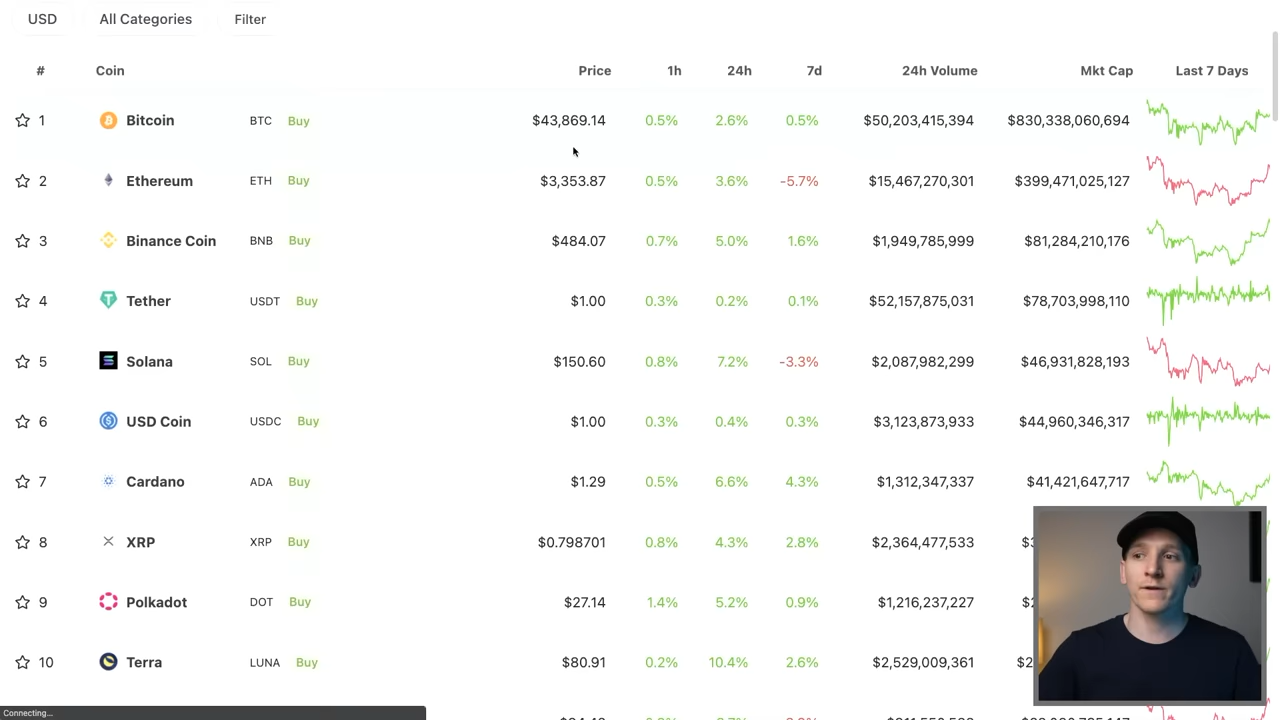 USD All Categories Filter
# Coin Price 1h 24h 7d 24h Volume Mkt Cap Last 7 Days
1 Bitcoin BTC Buy $43,869.14 0.5% 2.6% 0.5% $50,203,415,394 $830,338,060,694
2 Ethereum ETH Buy $3,353.87 0.5% 3.6% -5.7% $15,467,270,301 $399,471,025,127
3 Binance Coin BNB Buy $484.07 0.7% 5.0% 1.6% $1,949,785,999 $81,284,210,176
4 Tether USDT Buy $1.00 0.3% 0.2% 0.1% $52,157,875,031 $78,703,998,110
5 Solana SOL Buy $150.60 0.8% 7.2% -3.3% $2,087,982,299 $46,931,828,193
6 USD Coin USDC Buy $1.00 0.3% 0.4% 0.3% $3,123,873,933 $44,960,346,317
7 Cardano ADA Buy $1.29 0.5% 6.6% 4.3% $1,312,347,337 $41,421,647,717
8 XRP XRP Buy $0.798701 0.8% 4.3% 2.8% $2,364,477,533
9 Polkadot DOT Buy $27.14 1.4% 5.2% 0.9% $1,216,237,227
10 Terra LUNA Buy $80.91 0.2% 10.4% 2.6% $2,529,009,361
Connecting...